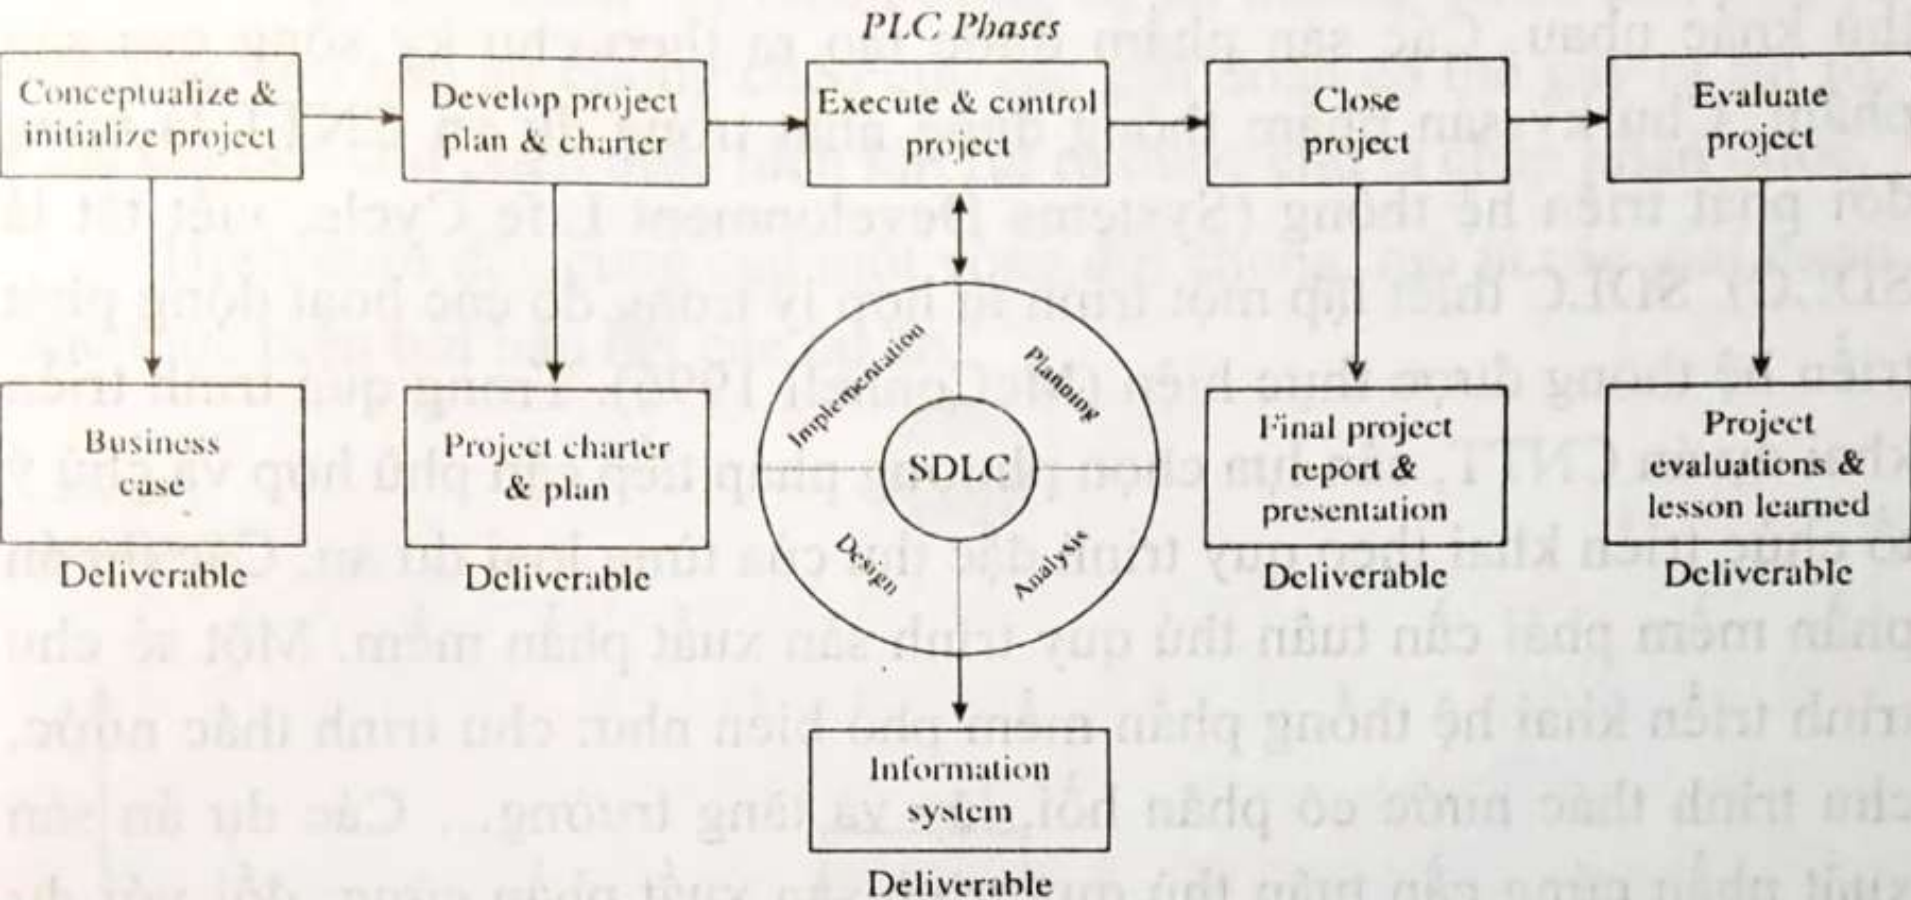 PLC Phases
Conceptualize &
initialize project
Develop project
plan & charter
Execute & control
project
Close
project
Evaluate
project
Business
case
Deliverable
Project charter
& plan
Deliverable
Implementation
Planning
SDLC
Design
Analysis
Final project
report &
presentation
Deliverable
Project
evaluations &
lesson learned
Deliverable
Information
system
Deliverable